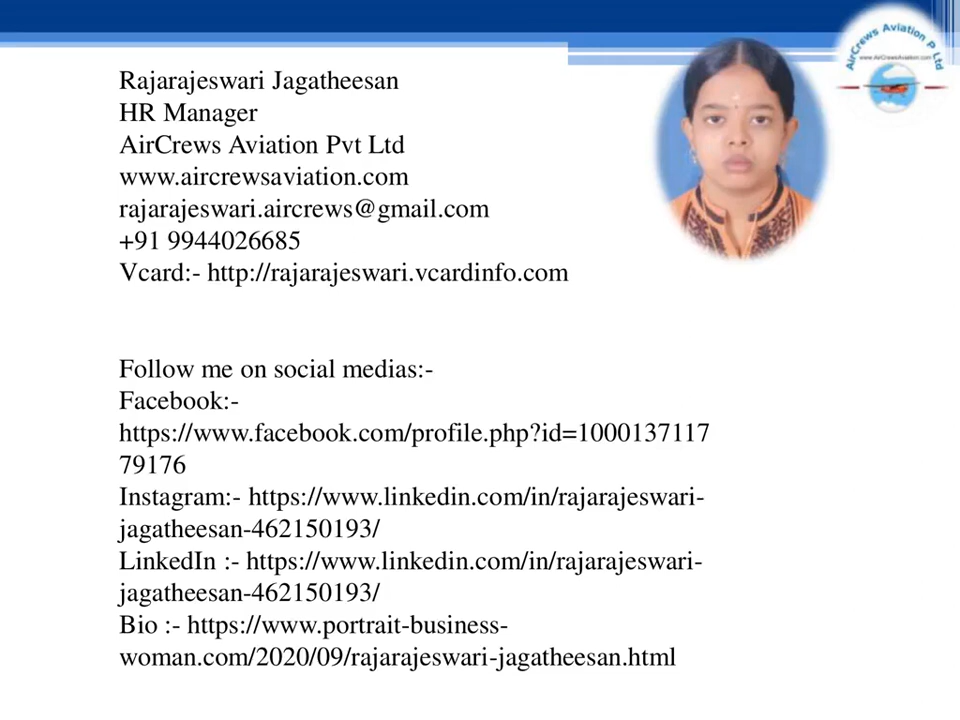 Rajarajeswari Jagatheesan
HR Manager
AirCrews Aviation Pvt Ltd
www.aircrewsaviation.com
rajarajeswari.aircrews@gmail.com
+91 9944026685
Vcard:- http://rajarajeswari.vcardinfo.com
AirCrews Aviation P Ltd
www.AirCrewsAviation.com
Follow me on social medias:-
Facebook:-
https://www.facebook.com/profile.php?id=1000137117
79176
Instagram:- https://www.linkedin.com/in/rajarajeswari-
jagatheesan-462150193/
LinkedIn :- https://www.linkedin.com/in/rajarajeswari-
jagatheesan-462150193/
Bio :- https://www.portrait-business-
woman.com/2020/09/rajarajeswari-jagatheesan.html